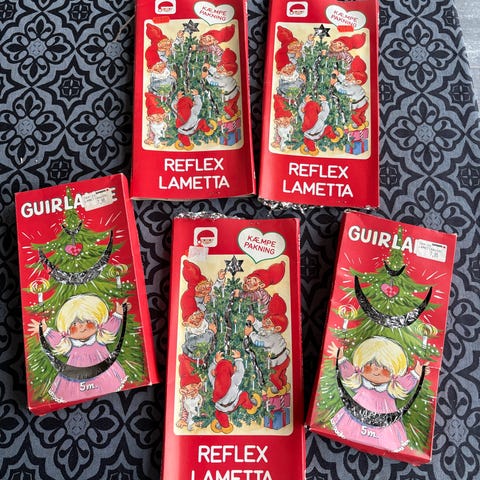 KÆMPE
PAKNING
REFLEX
LAMETTA
KÆMPE
PAKNING
REFLEX
LAMETTA
GUIRLA
5m.
KÆMPE
PAKNING
REFLEX
LAMETTA
GUIRLA
5m.